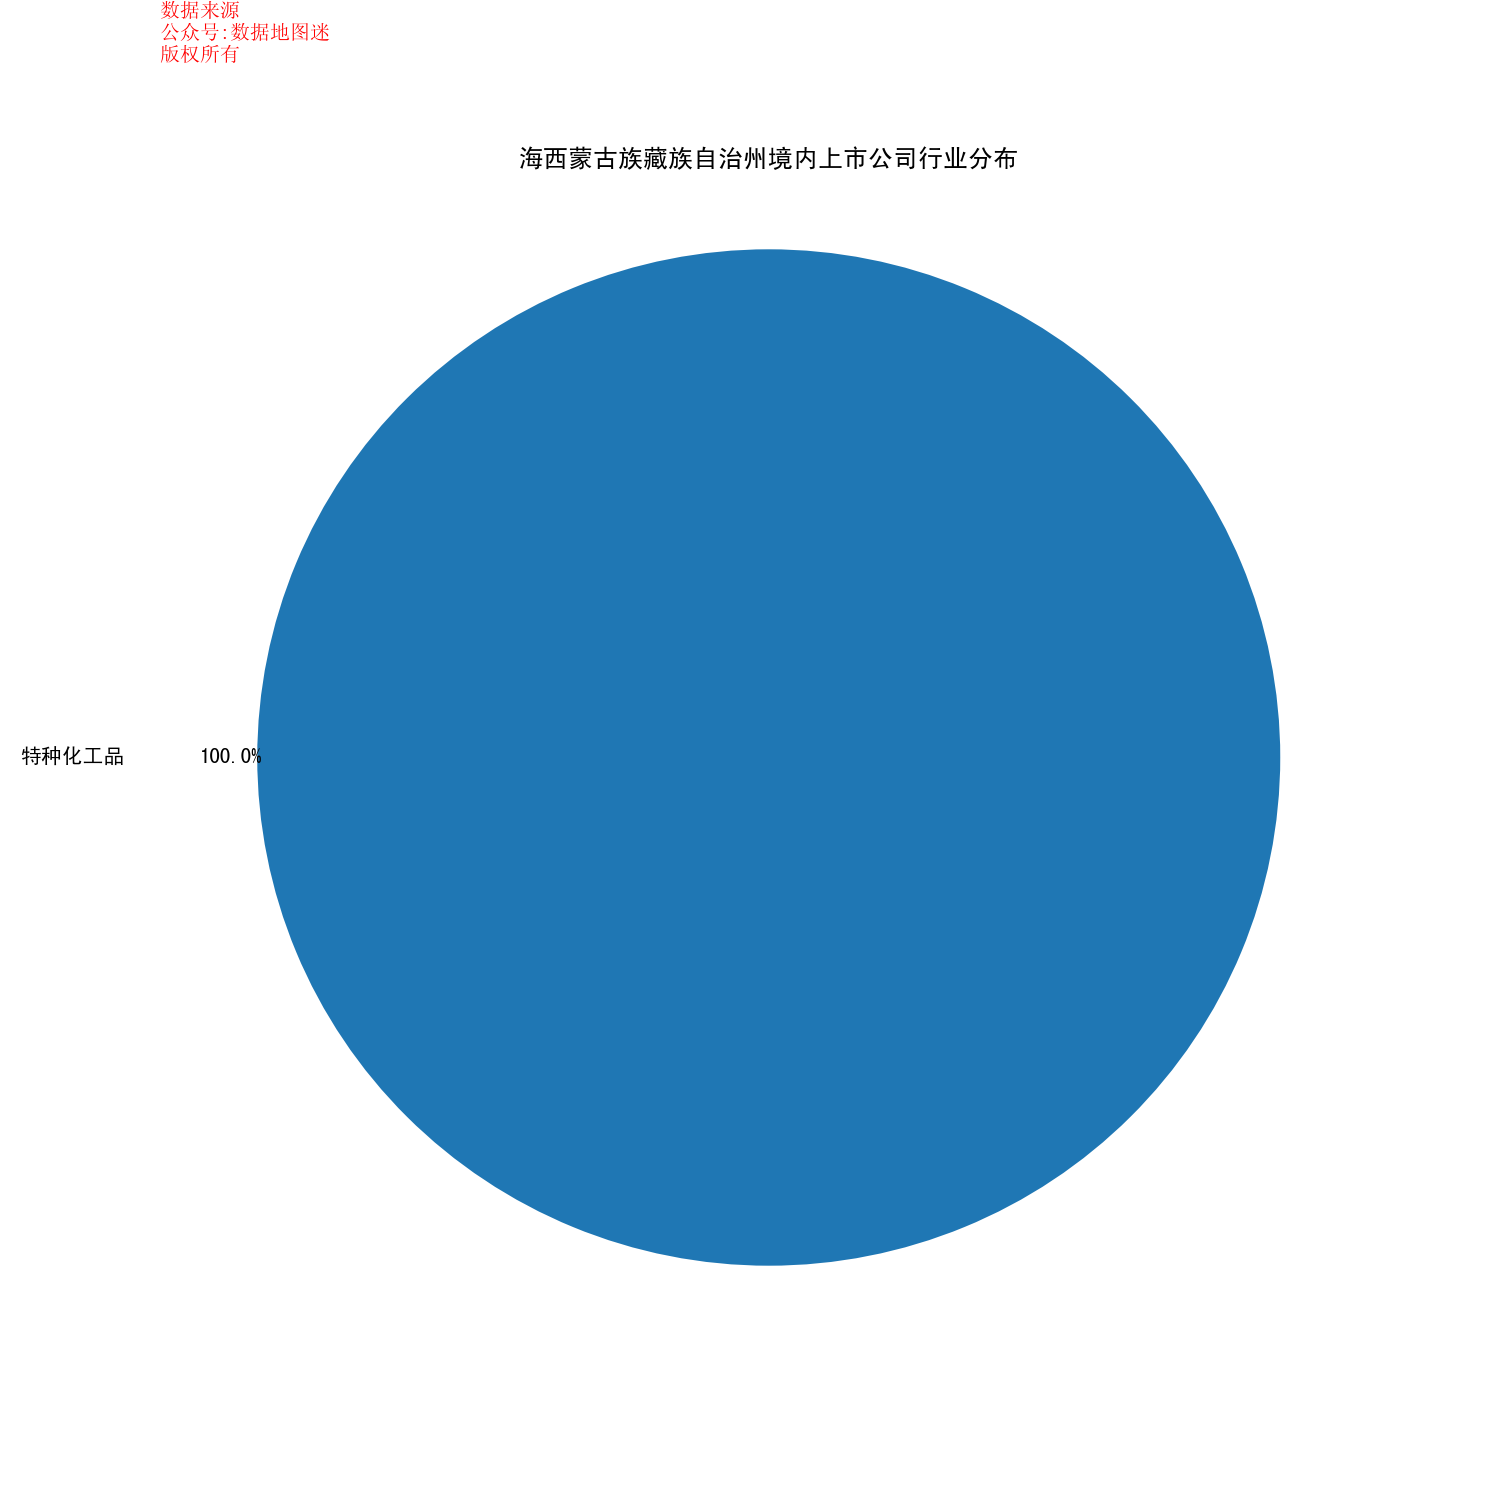 数据来源
公众号:数据地图迷
版权所有
海西蒙古族藏族自治州境内上市公司行业分布
特种化工品 100.0%